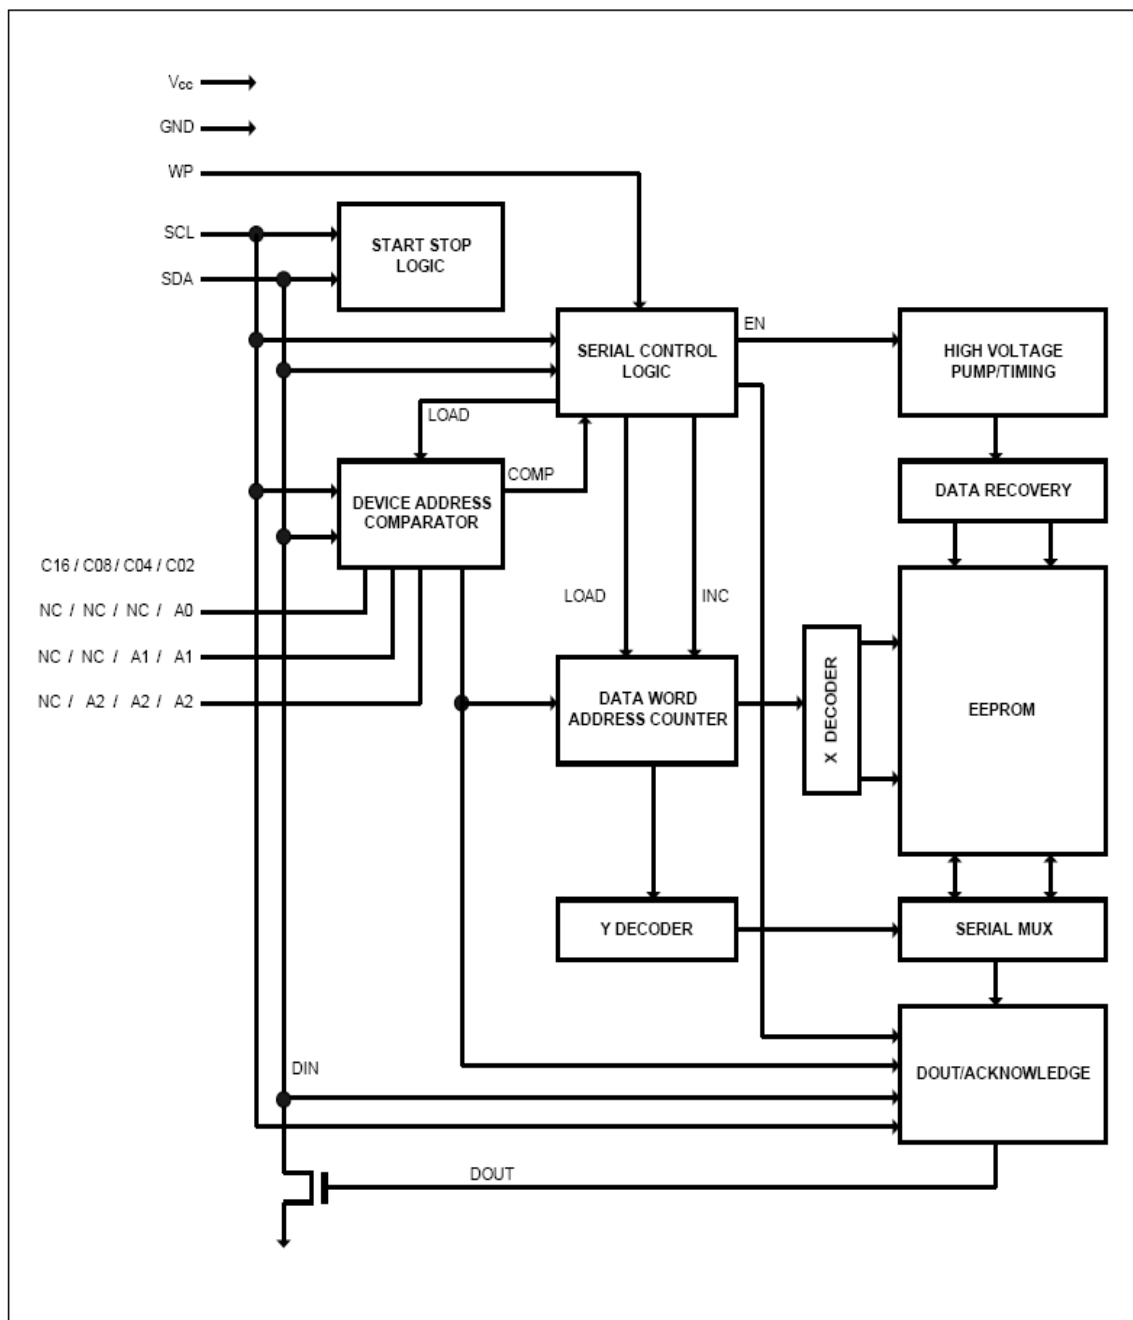 Vcc
GND
WP
SCL
SDA
START STOP
LOGIC
SERIAL CONTROL
LOGIC
EN
HIGH VOLTAGE
PUMP/TIMING
LOAD
COMP
DEVICE ADDRESS
COMPARATOR
DATA RECOVERY
C16 / C08 / C04 / C02
NC / NC / NC / A0
NC / NC / A1 / A1
NC / A2 / A2 / A2
LOAD
INC
DATA WORD
ADDRESS COUNTER
X DECODER
EEPROM
Y DECODER
SERIAL MUX
DIN
DOUT/ACKNOWLEDGE
DOUT